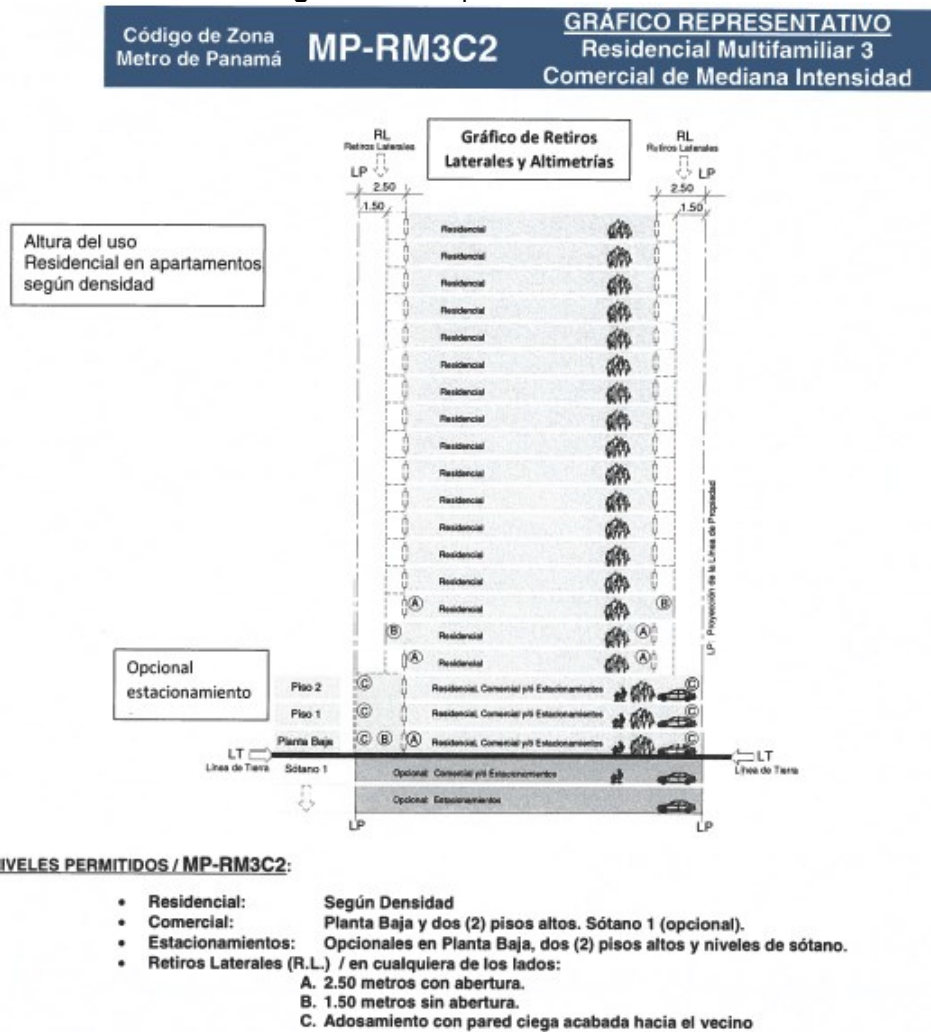 Código de Zona
Metro de Panamá
MP-RM3C2
GRÁFICO REPRESENTATIVO
Residencial Multifamiliar 3
Comercial de Mediana Intensidad
RL
Retiros Laterales
LP
2.50
1.50
Gráfico de Retiros
Laterales y Altimetrías
RL
Retiros Laterales
LP
2.50
1.50
Altura del uso
Residencial en apartamentos
según densidad
Residencial
Residencial
Residencial
Residencial
Residencial
Residencial
Residencial
Residencial
Residencial
Residencial
Residencial
Residencial
Residencial
Residencial
A Residencial B
B Residencial A
A Residencial A
LP: Proyección de la Línea de Propiedad
Opcional
estacionamiento
Piso 2 C Residencial, Comercial y/ó Estacionamientos C
Piso 1 C Residencial, Comercial y/ó Estacionamientos C
Planta Baja C B A Residencial, Comercial y/ó Estacionamientos C
LT
Línea de Tierra
LT
Línea de Tierra
Sótano 1 Opcional: Comercial y/ó Estacionamientos
Opcional: Estacionamientos
LP
LP
IVELES PERMITIDOS / MP-RM3C2:
• Residencial: Según Densidad
• Comercial: Planta Baja y dos (2) pisos altos. Sótano 1 (opcional).
• Estacionamientos: Opcionales en Planta Baja, dos (2) pisos altos y niveles de sótano.
• Retiros Laterales (R.L.) / en cualquiera de los lados:
A. 2.50 metros con abertura.
B. 1.50 metros sin abertura.
C. Adosamiento con pared ciega acabada hacia el vecino